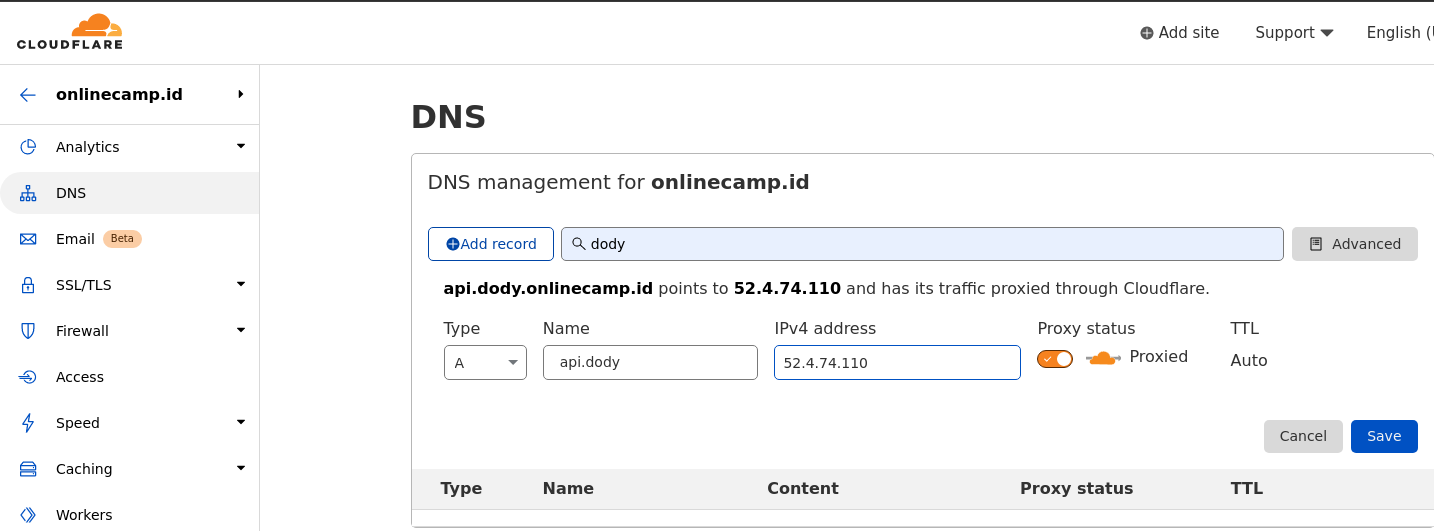 CLOUDFLARE
Add site
Support
English (
onlinecamp.id
Analytics
DNS
Email Beta
SSL/TLS
Firewall
Access
Speed
Caching
Workers
DNS
DNS management for onlinecamp.id
Add record
dody
Advanced
api.dody.onlinecamp.id points to 52.4.74.110 and has its traffic proxied through Cloudflare.
Type Name IPv4 address Proxy status TTL
A api.dody 52.4.74.110 Proxied Auto
Cancel Save
Type Name Content Proxy status TTL